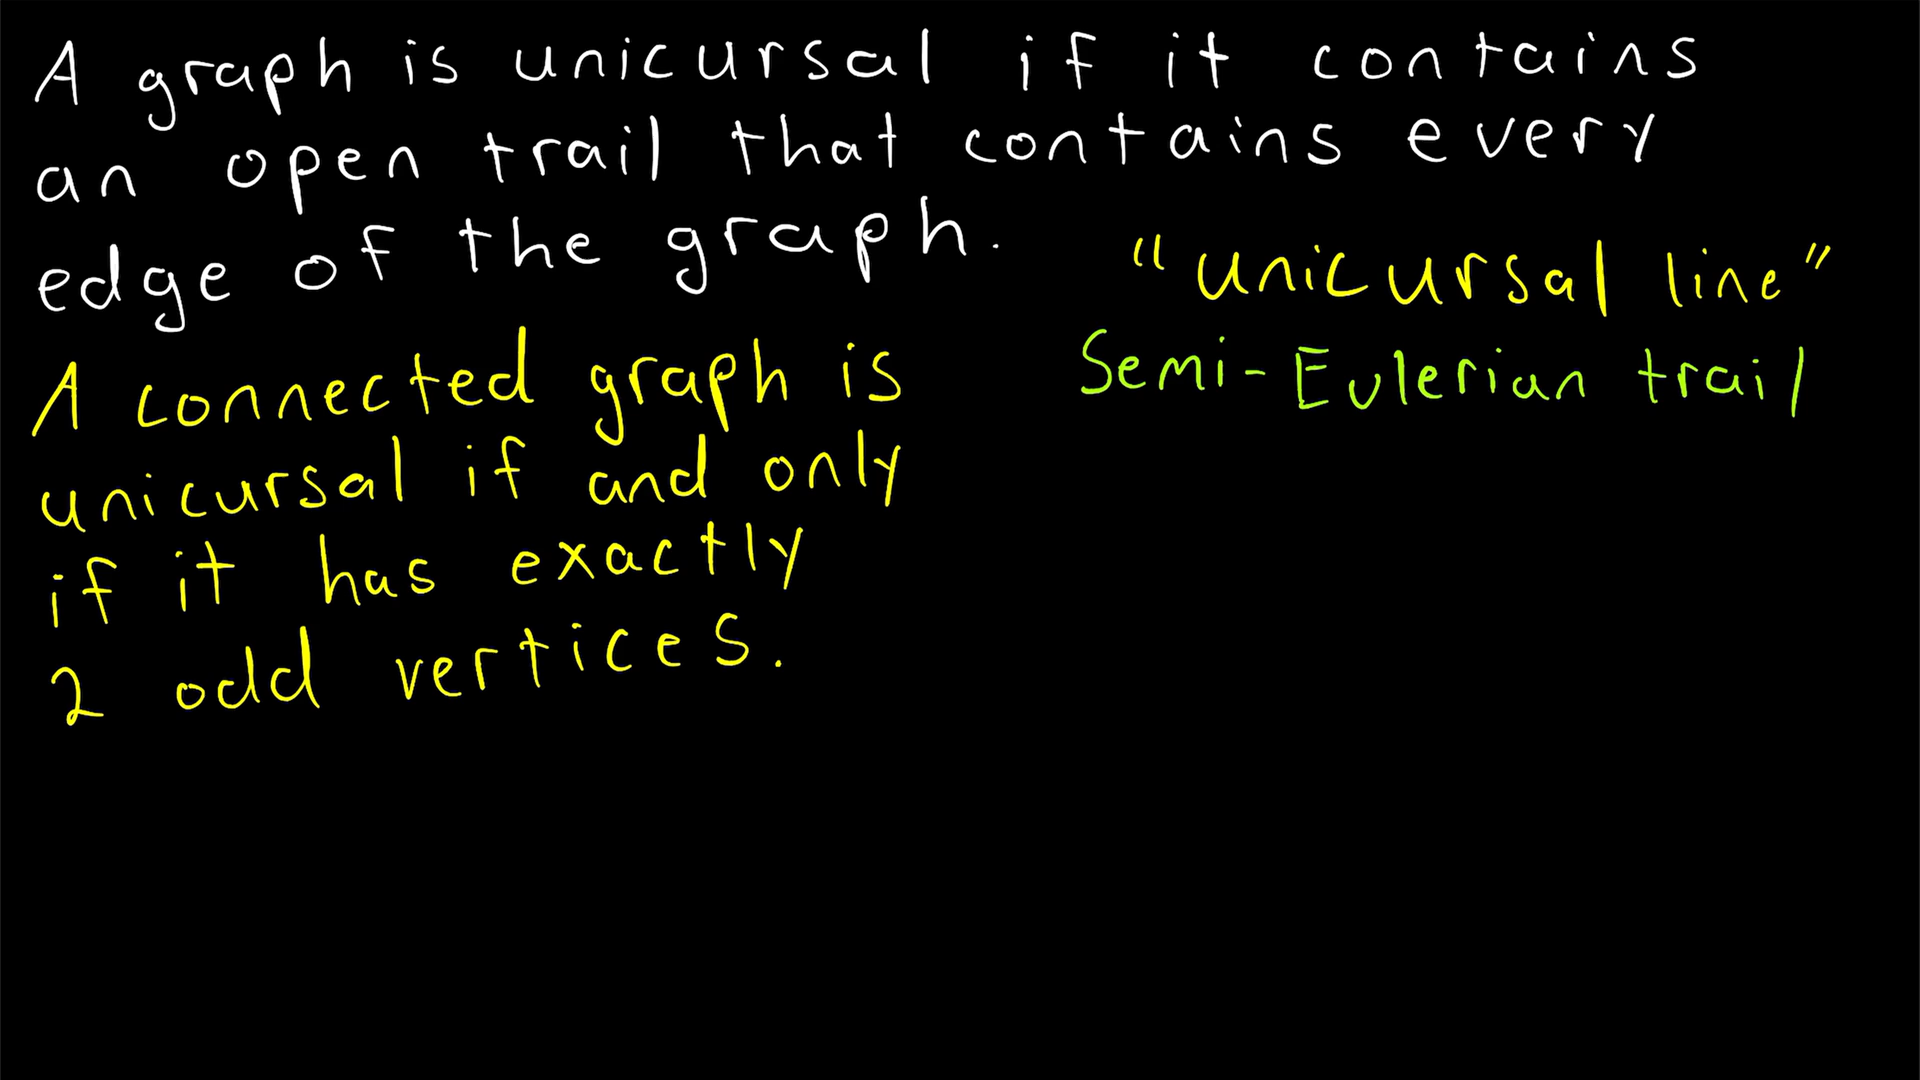 A graph is unicursal if it contains
an open trail that contains every
edge of the graph.
"unicursal line"
Semi-Eulerian trail
A connected graph is
unicursal if and only
if it has exactly
2 odd vertices.